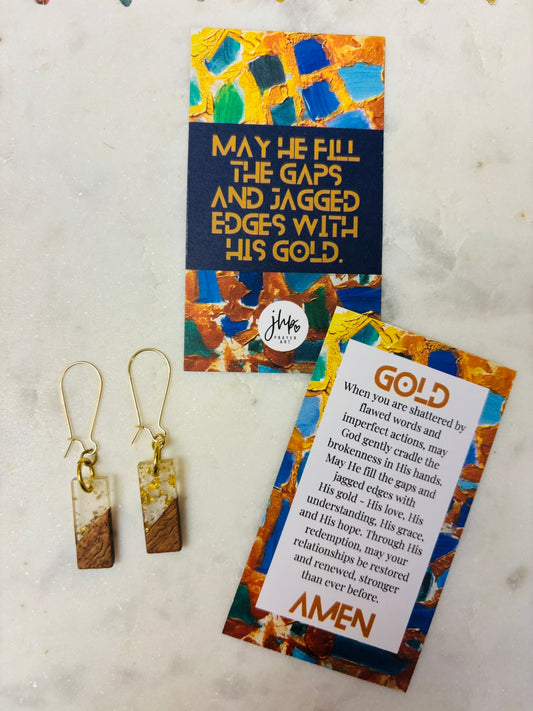 MAY HE FILL
THE GAPS
AND JAGGED
EDGES WITH
HIS GOLD.
jhp
PRAYER
ART
GOLD
When you are shattered by
flawed words and
imperfect actions, may
God gently cradle the
brokenness in His hands.
May He fill the gaps and
jagged edges with
His gold - His love, His
understanding, His grace,
and His hope. Through His
redemption, may your
relationships be restored
and renewed, stronger
than ever before.
AMEN